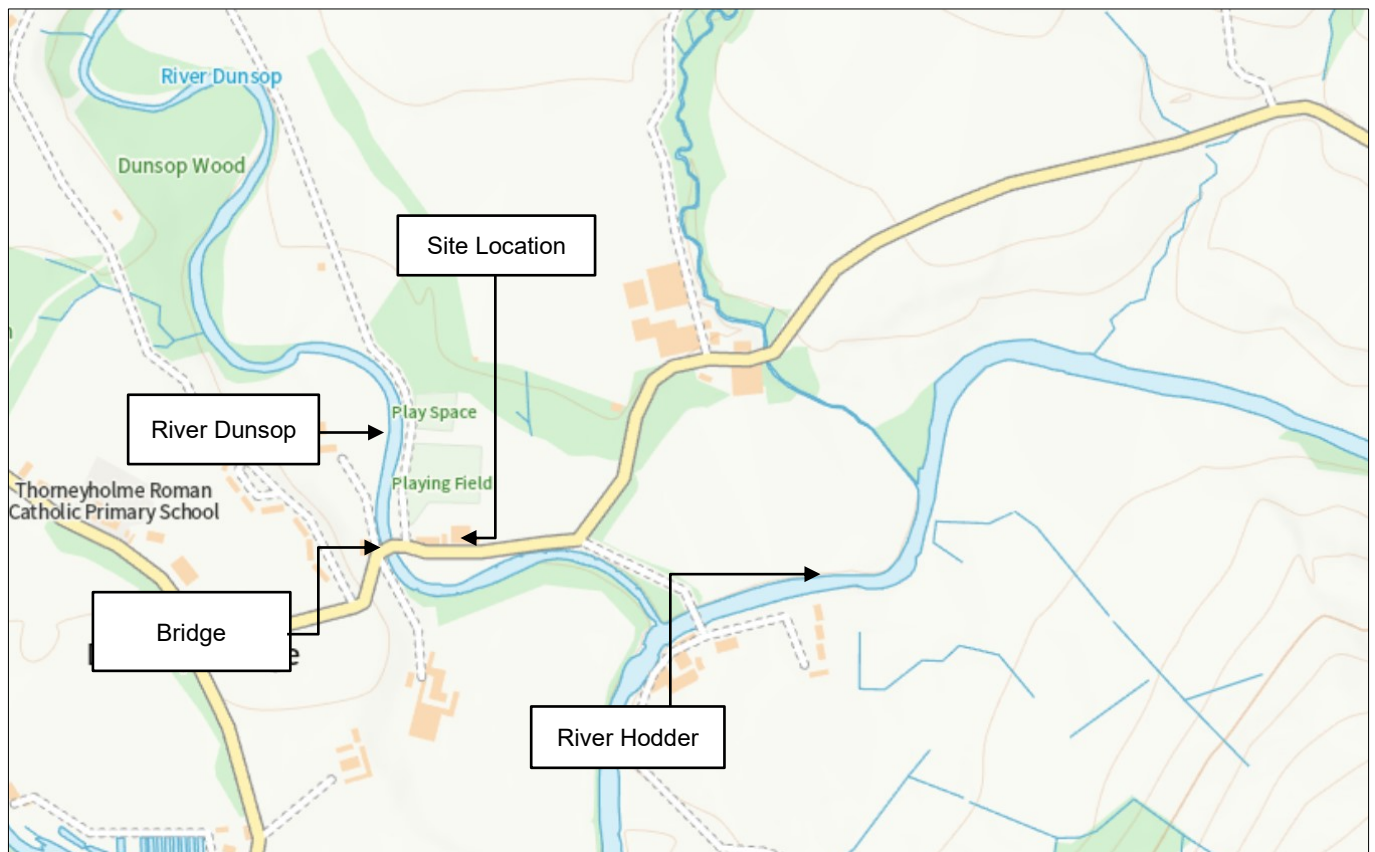 River Dunsop
Dunsop Wood
Site Location
Play Space
River Dunsop
Playing Field
Thorneyholme Roman
Catholic Primary School
Bridge
River Hodder